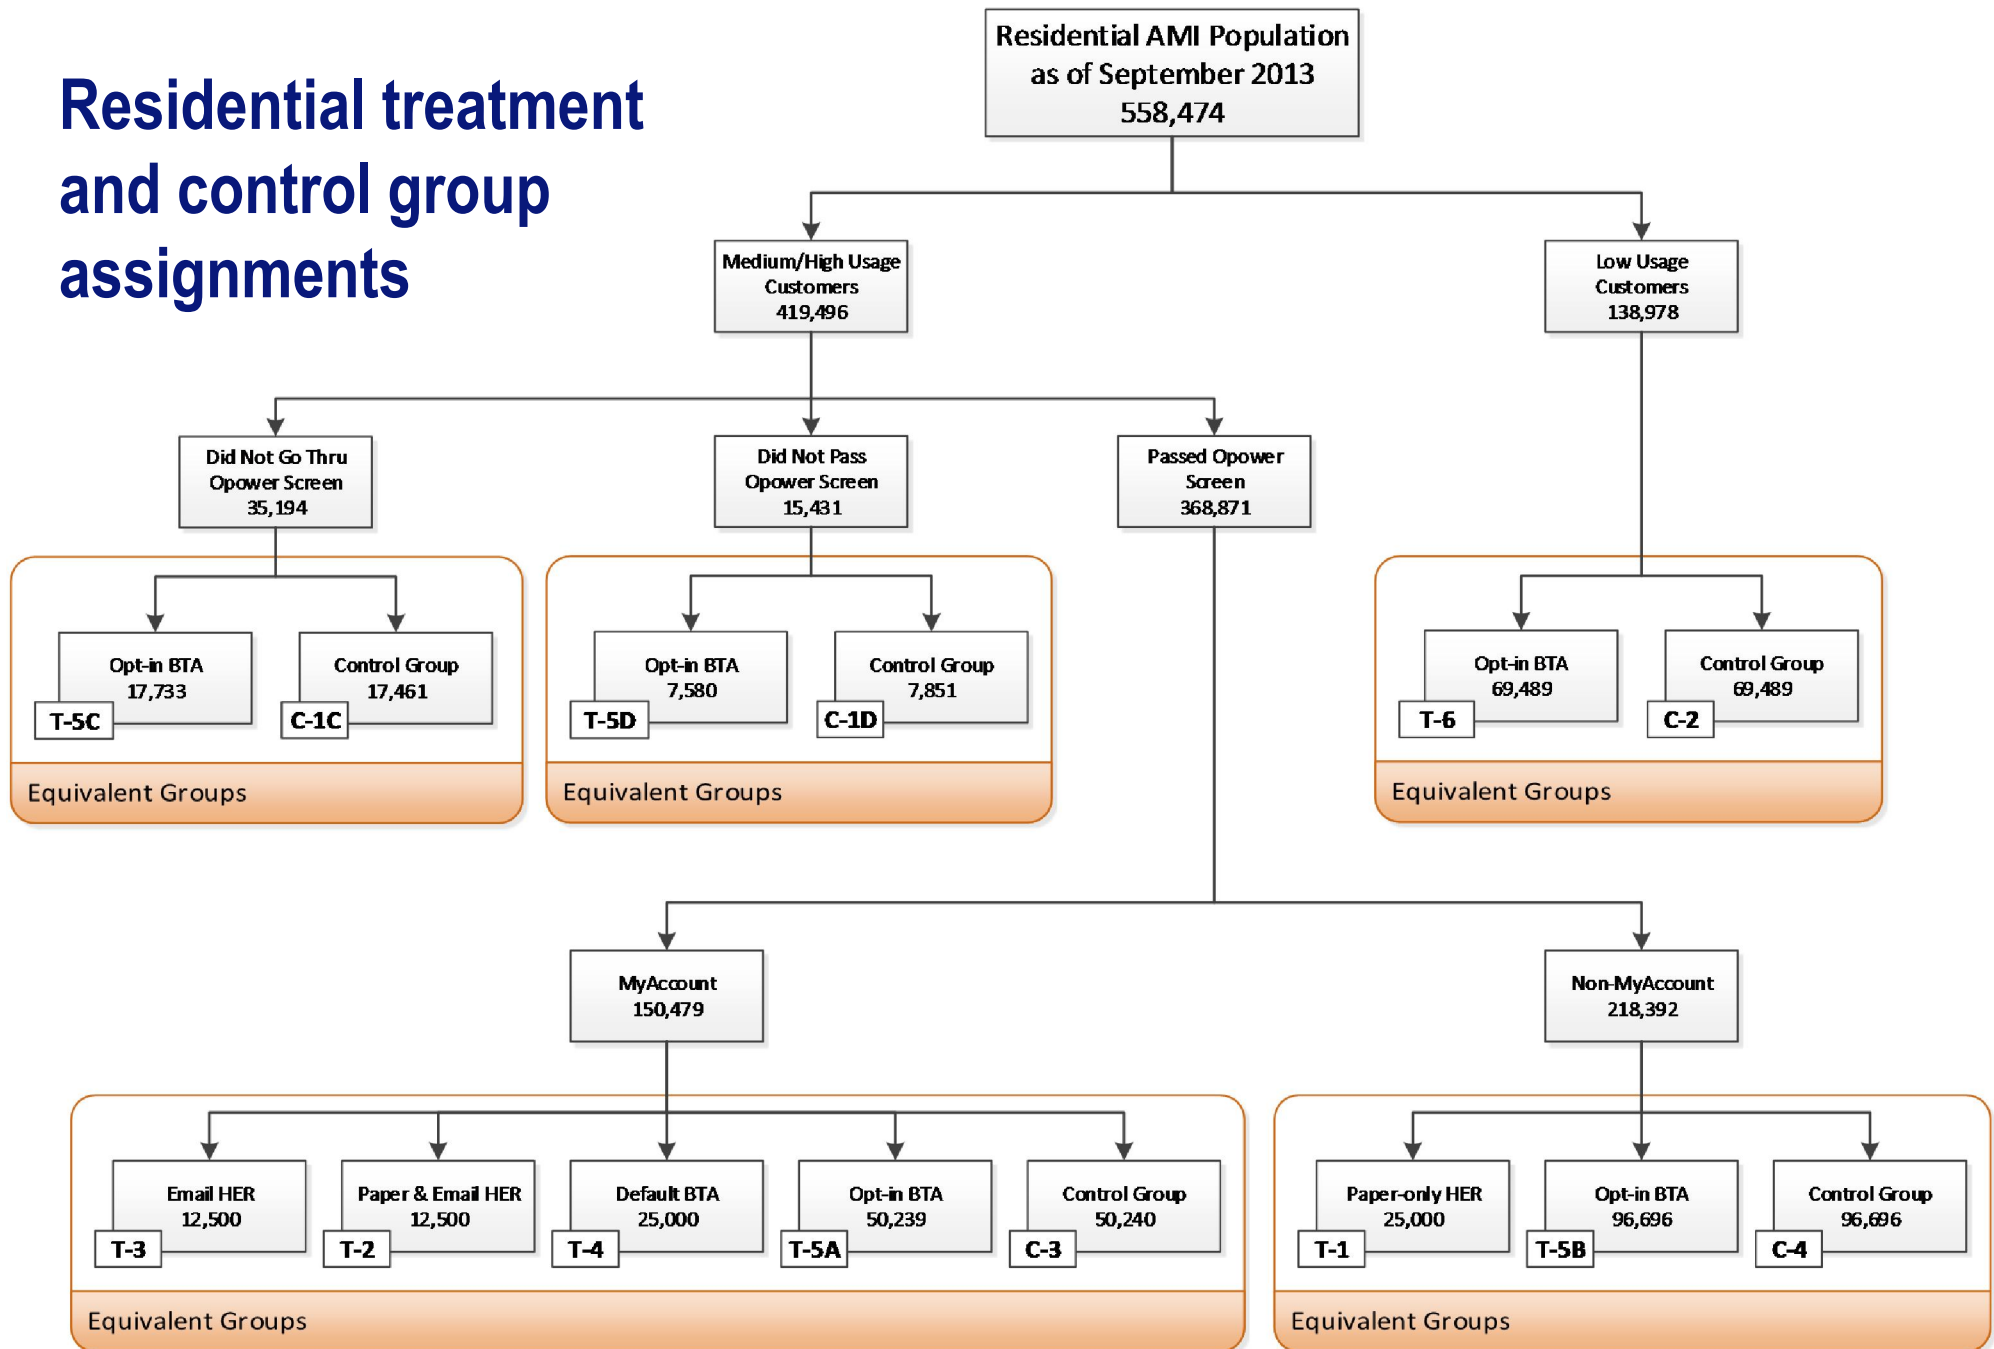 Residential treatment
and control group
assignments
Residential AMI Population
as of September 2013
558,474
Medium/High Usage
Customers
419,496
Low Usage
Customers
138,978
Did Not Go Thru
Opower Screen
35,194
Did Not Pass
Opower Screen
15,431
Passed Opower
Screen
368,871
Opt-in BTA
17,733
T-5C
Control Group
17,461
C-1C
Equivalent Groups
Opt-in BTA
7,580
T-5D
Control Group
7,851
C-1D
Equivalent Groups
Opt-in BTA
69,489
T-6
Control Group
69,489
C-2
Equivalent Groups
MyAccount
150,479
Non-MyAccount
218,392
Email HER
12,500
T-3
Paper & Email HER
12,500
T-2
Default BTA
25,000
T-4
Opt-in BTA
50,239
T-5A
Control Group
50,240
C-3
Equivalent Groups
Paper-only HER
25,000
T-1
Opt-in BTA
96,696
T-5B
Control Group
96,696
C-4
Equivalent Groups